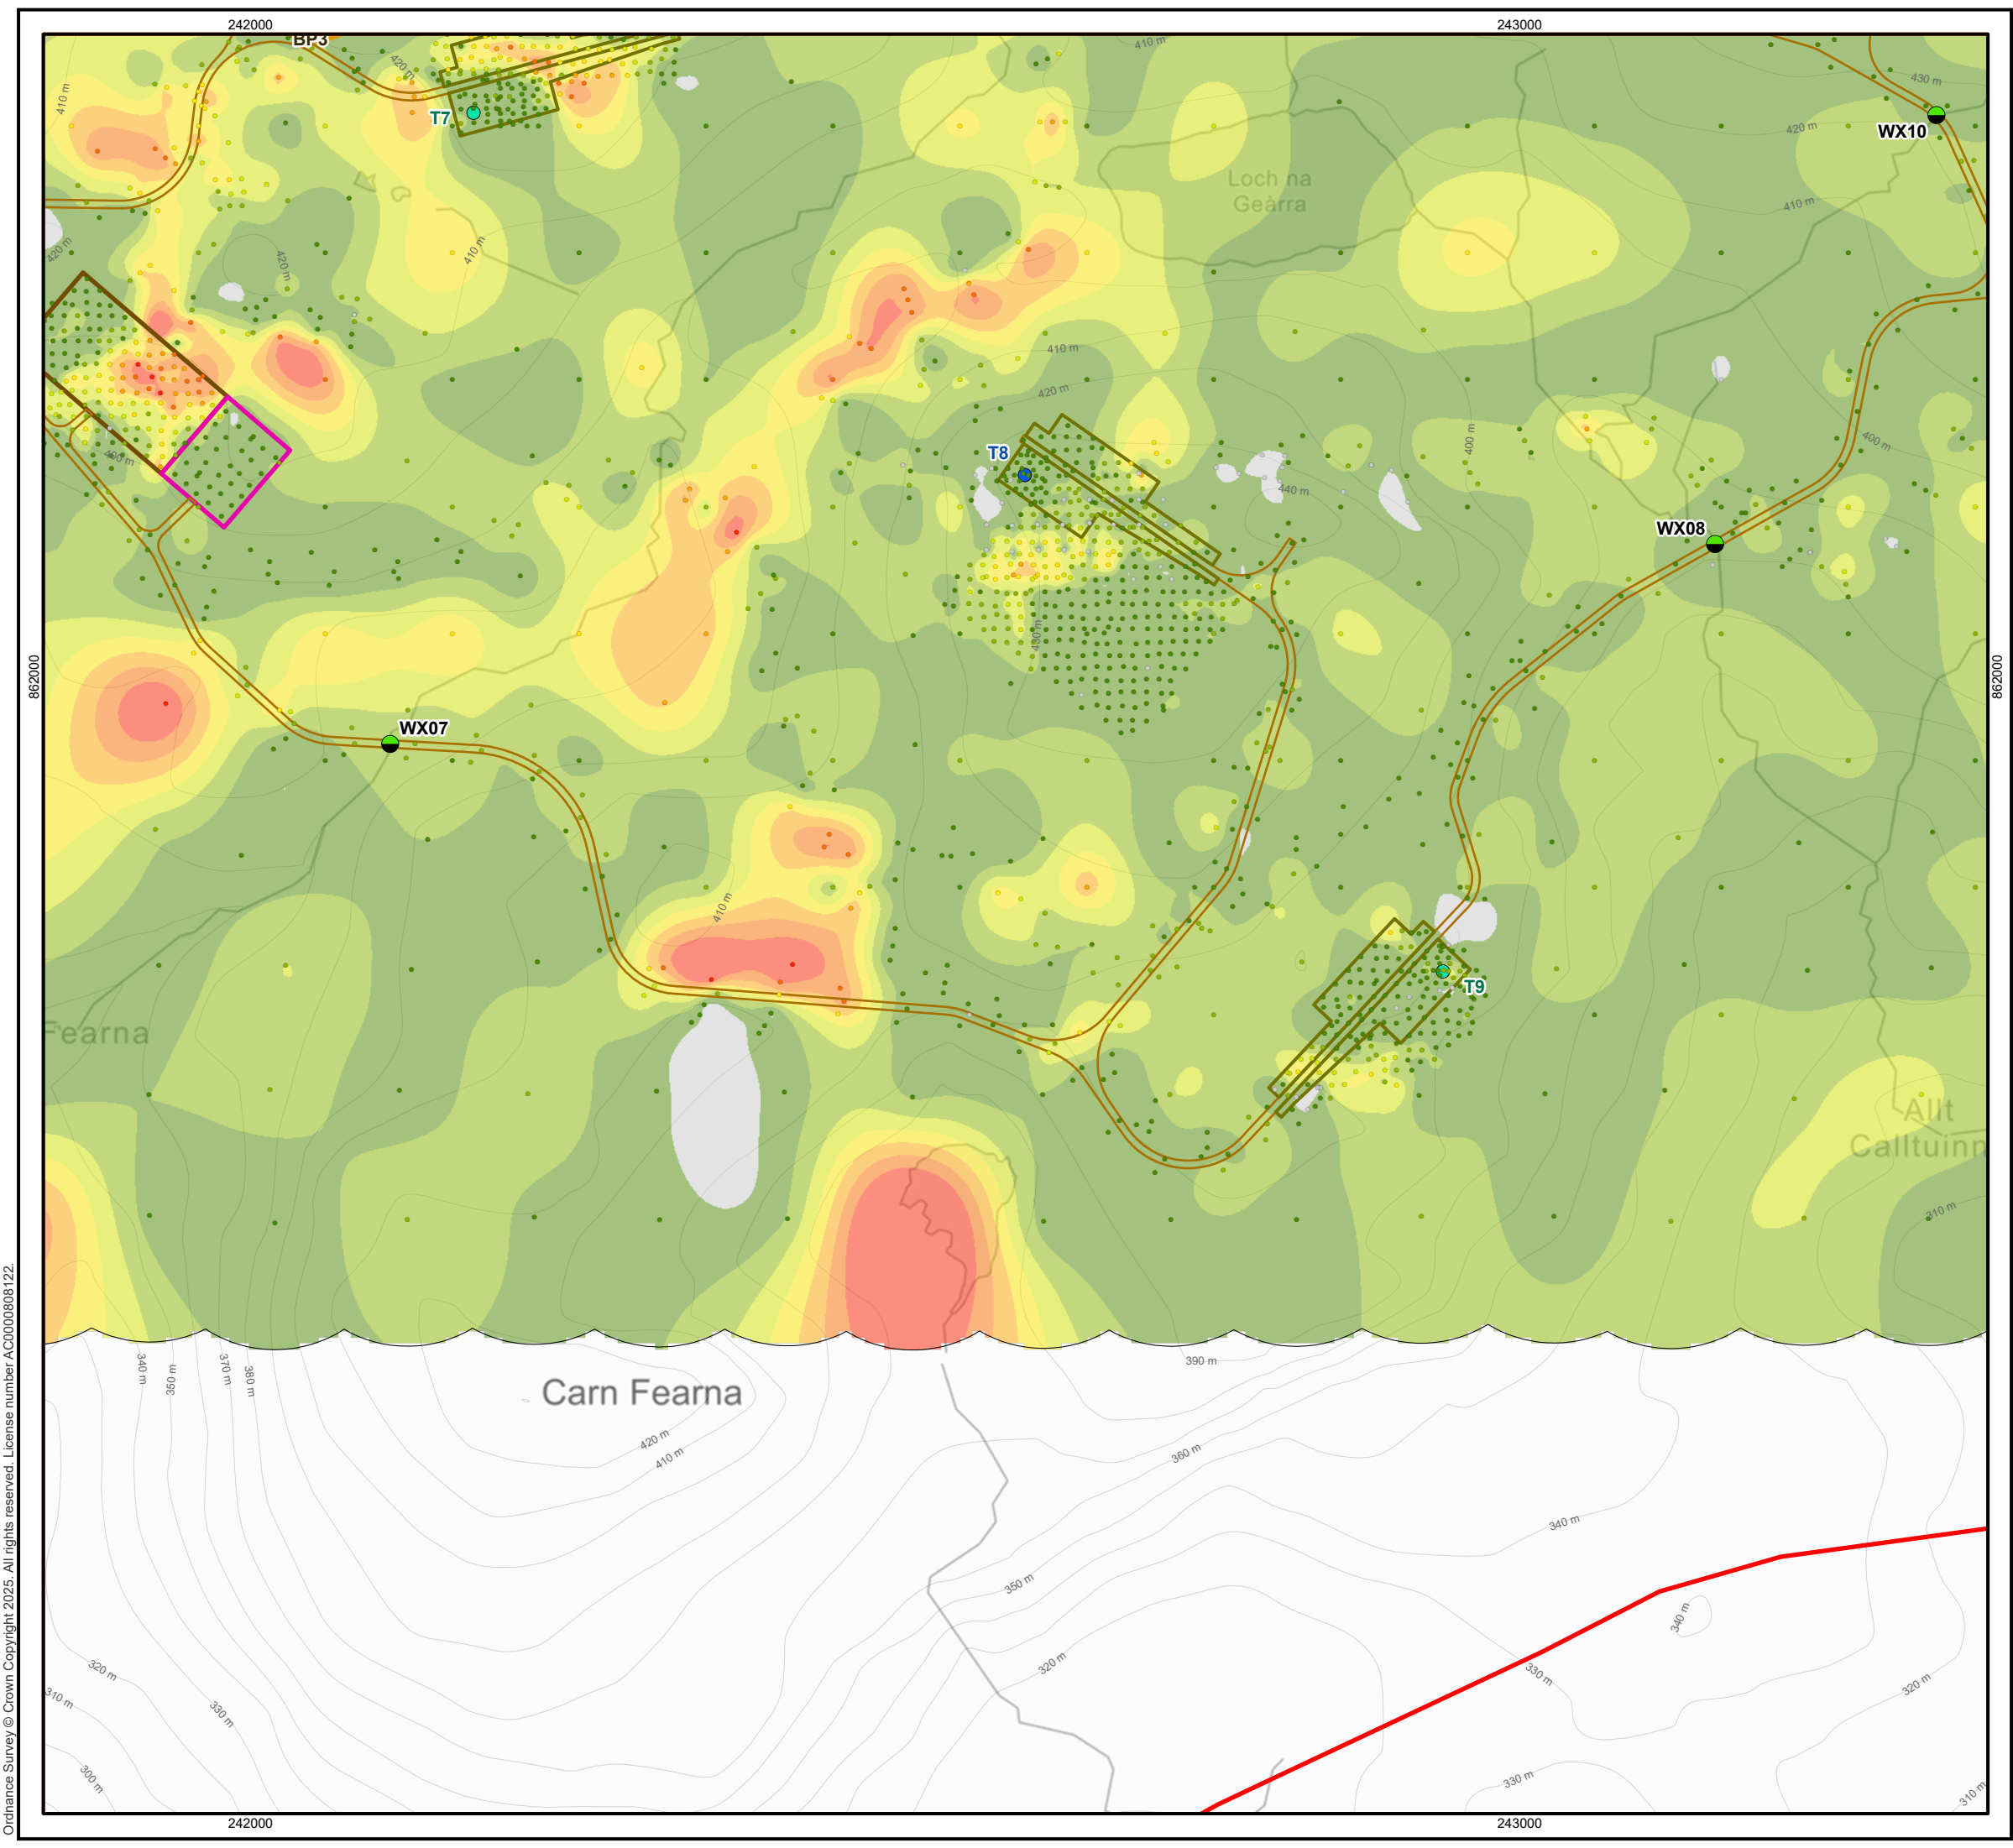 242000
243000
BP3
410 m
420 m
410 m
430 m
T7
WX10
420 m
Loch na
Geàrra
410 m
420 m
420 m
410 m
410 m
420 m
400 m
400 m
400 m
T8
440 m
WX08
430 m
862000
862000
WX07
410 m
T9
Fearna
Allt
Calltuinn
310 m
340 m
350 m
370 m
380 m
390 m
Carn Fearna
420 m
410 m
360 m
340 m
350 m
340 m
320 m
310 m
330 m
320 m
330 m
320 m
300 m
330 m
310 m
242000
243000
Ordnance Survey © Crown Copyright 2025. All rights reserved. License number AC0000808122.